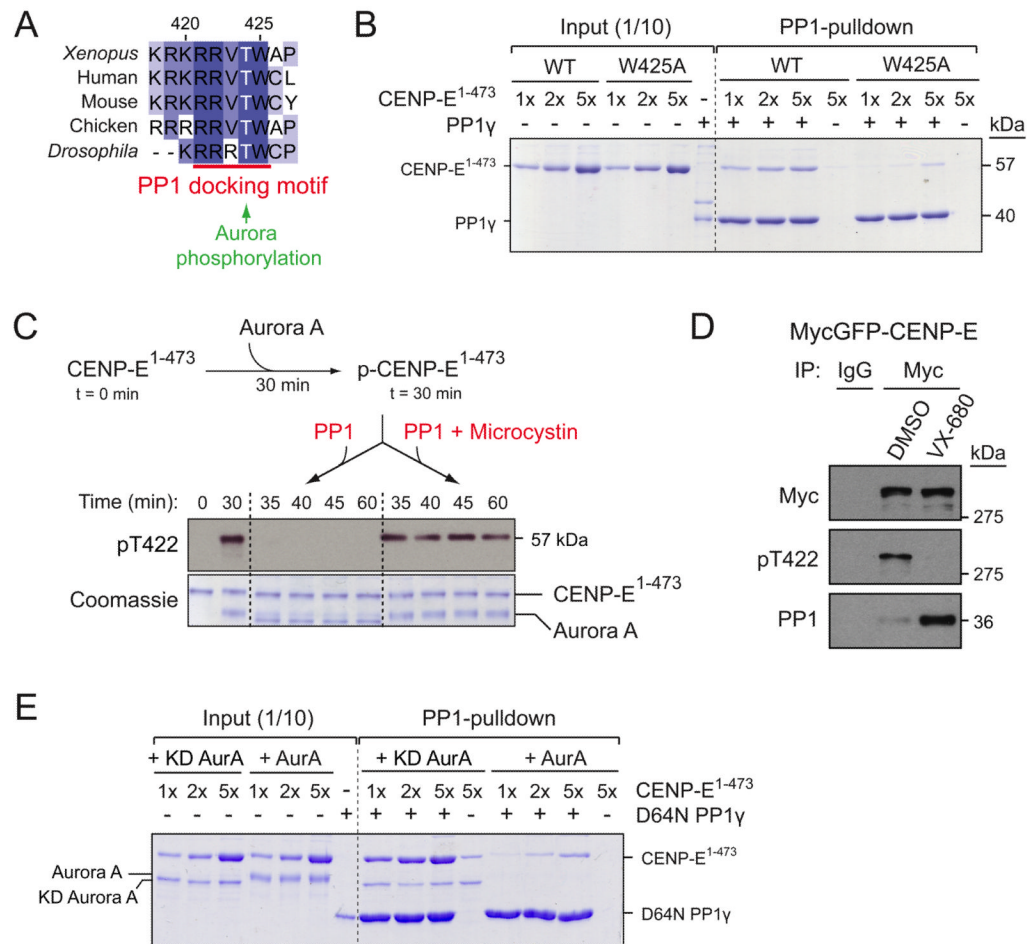 A
420 425
Xenopus KRKRRVTWAP
Human KRKRRVTWCL
Mouse KRKRRVTWCY
Chicken RRRRRVTWAP
Drosophila --KRRRTWCP
PP1 docking motif
Aurora
phosphorylation
B
Input (1/10) PP1-pulldown
WT W425A WT W425A
CENP-E1-473 1x 2x 5x 1x 2x 5x - 1x 2x 5x 5x 1x 2x 5x 5x
PP1γ - - - - - - + + + + - + + + - kDa
CENP-E1-473 57
PP1γ 40
C
Aurora A
CENP-E1-473 p-CENP-E1-473
t = 0 min 30 min t = 30 min
PP1 PP1 + Microcystin
Time (min): 0 30 35 40 45 60 35 40 45 60
pT422 57 kDa
Coomassie CENP-E1-473
Aurora A
D
MycGFP-CENP-E
IP: IgG Myc
DMSO VX-680 kDa
Myc 275
pT422 275
PP1 36
E
Input (1/10) PP1-pulldown
+ KD AurA + AurA + KD AurA + AurA
1x 2x 5x 1x 2x 5x - 1x 2x 5x 5x 1x 2x 5x 5x CENP-E1-473
- - - - - - + + + + - + + + - D64N PP1γ
CENP-E1-473
Aurora A
KD Aurora A
D64N PP1γ